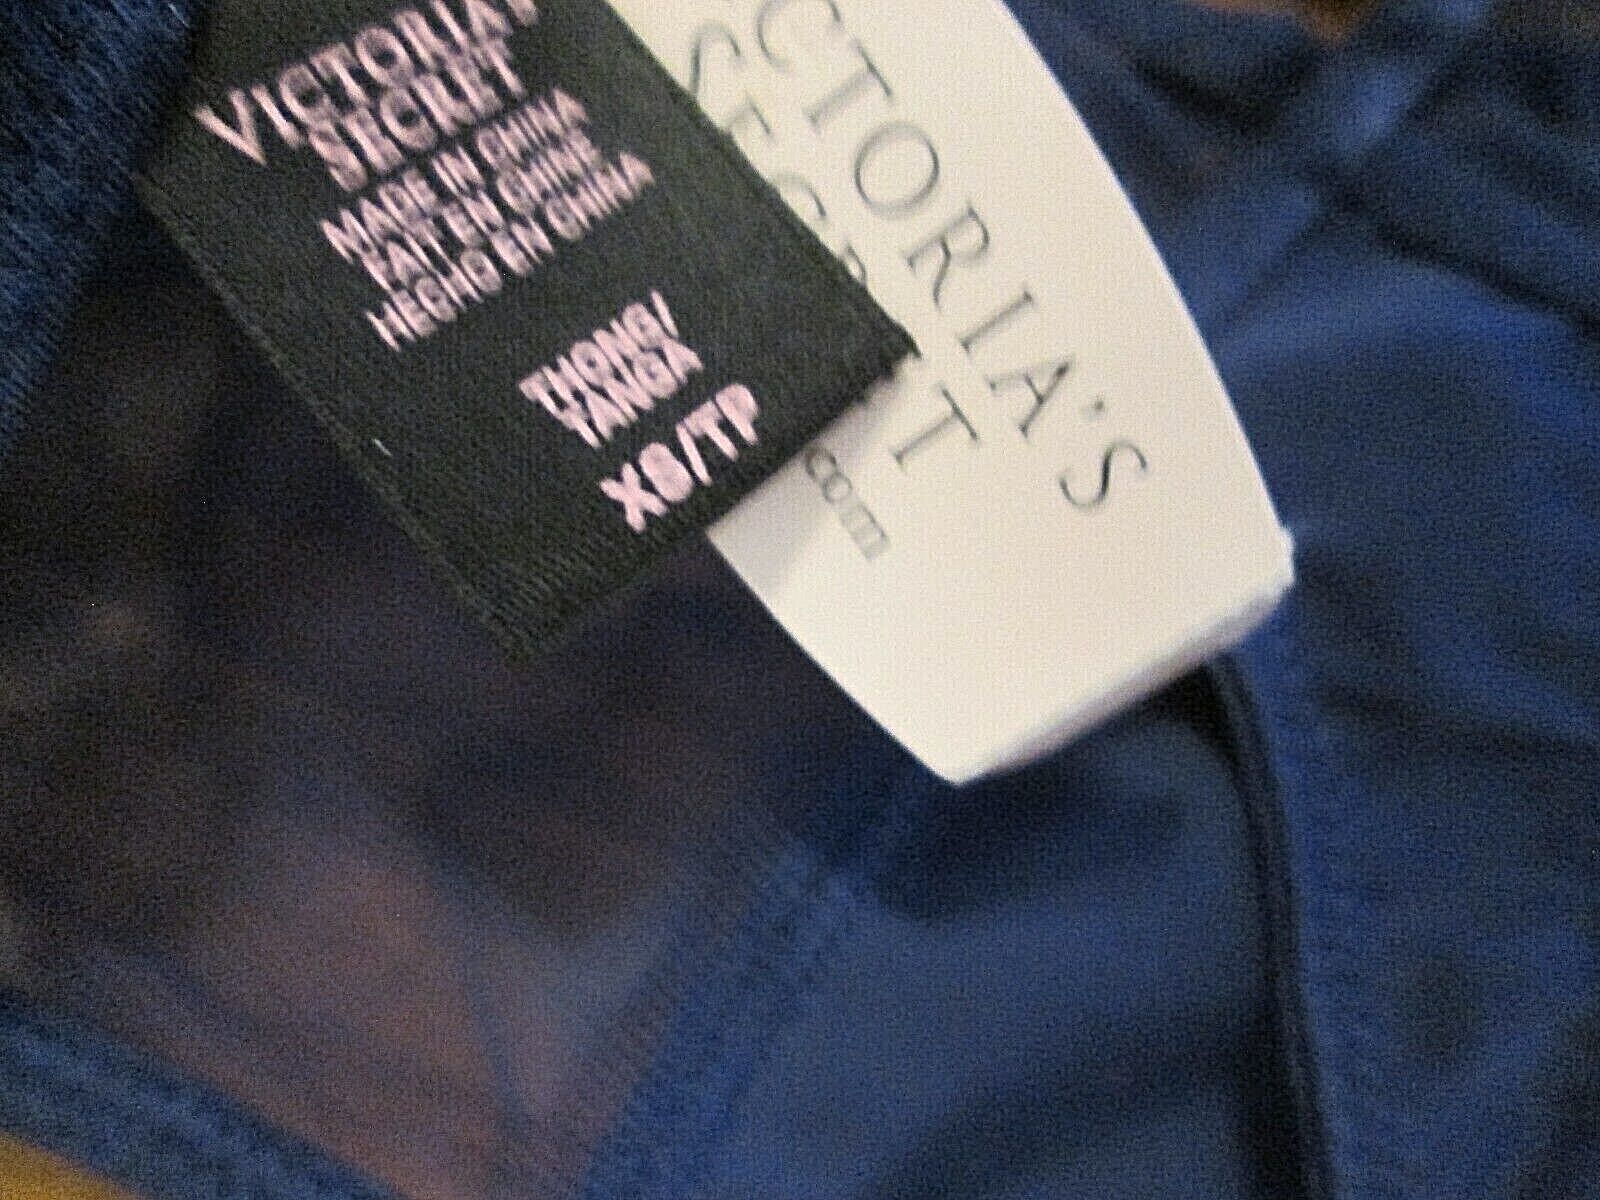 VICTORIA'S
SECRET
MADE IN CHINA
FAIT EN CHINE
HECHO EN CHINA
THONG/
TANGA
XS/TP
CTORIA'S
SECRET
.com